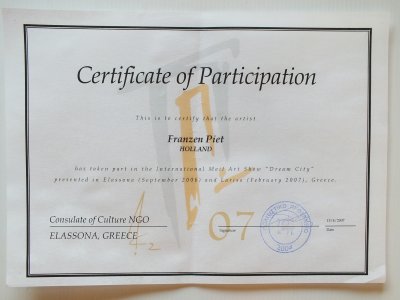 Certificate of Participation
This is to certify that the artist
Franzen Piet
HOLLAND
has taken part in the International Mail Art Show "Dream City"
presented in Elassona (September 2006) and Larisa (February 2007), Greece.
Consulate of Culture NGO
ELASSONA, GREECE
07
Signature
Date
2006